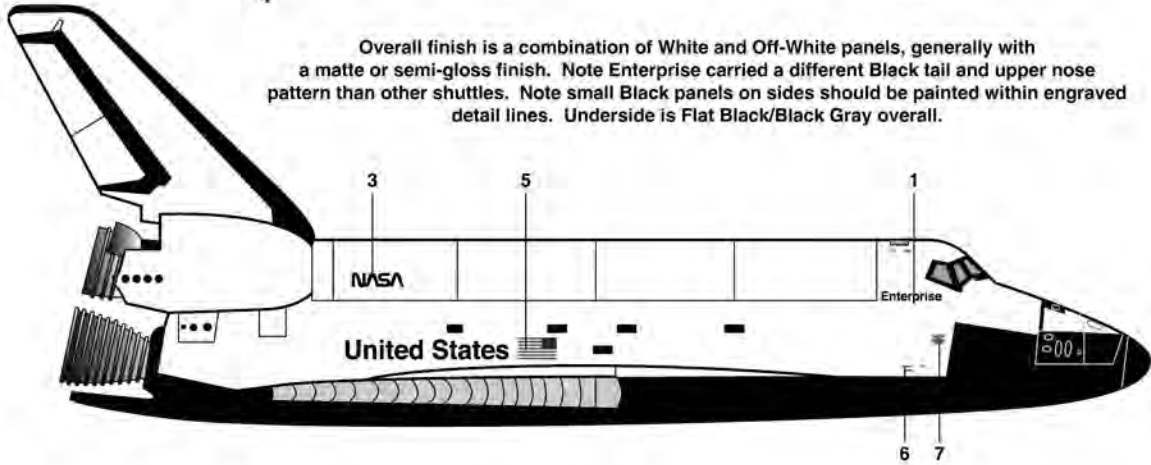 Overall finish is a combination of White and Off-White panels, generally with
a matte or semi-gloss finish. Note Enterprise carried a different Black tail and upper nose
pattern than other shuttles. Note small Black panels on sides should be painted within engraved
detail lines. Underside is Flat Black/Black Gray overall.
3 5 1
NASA
Enterprise
United States
6 7